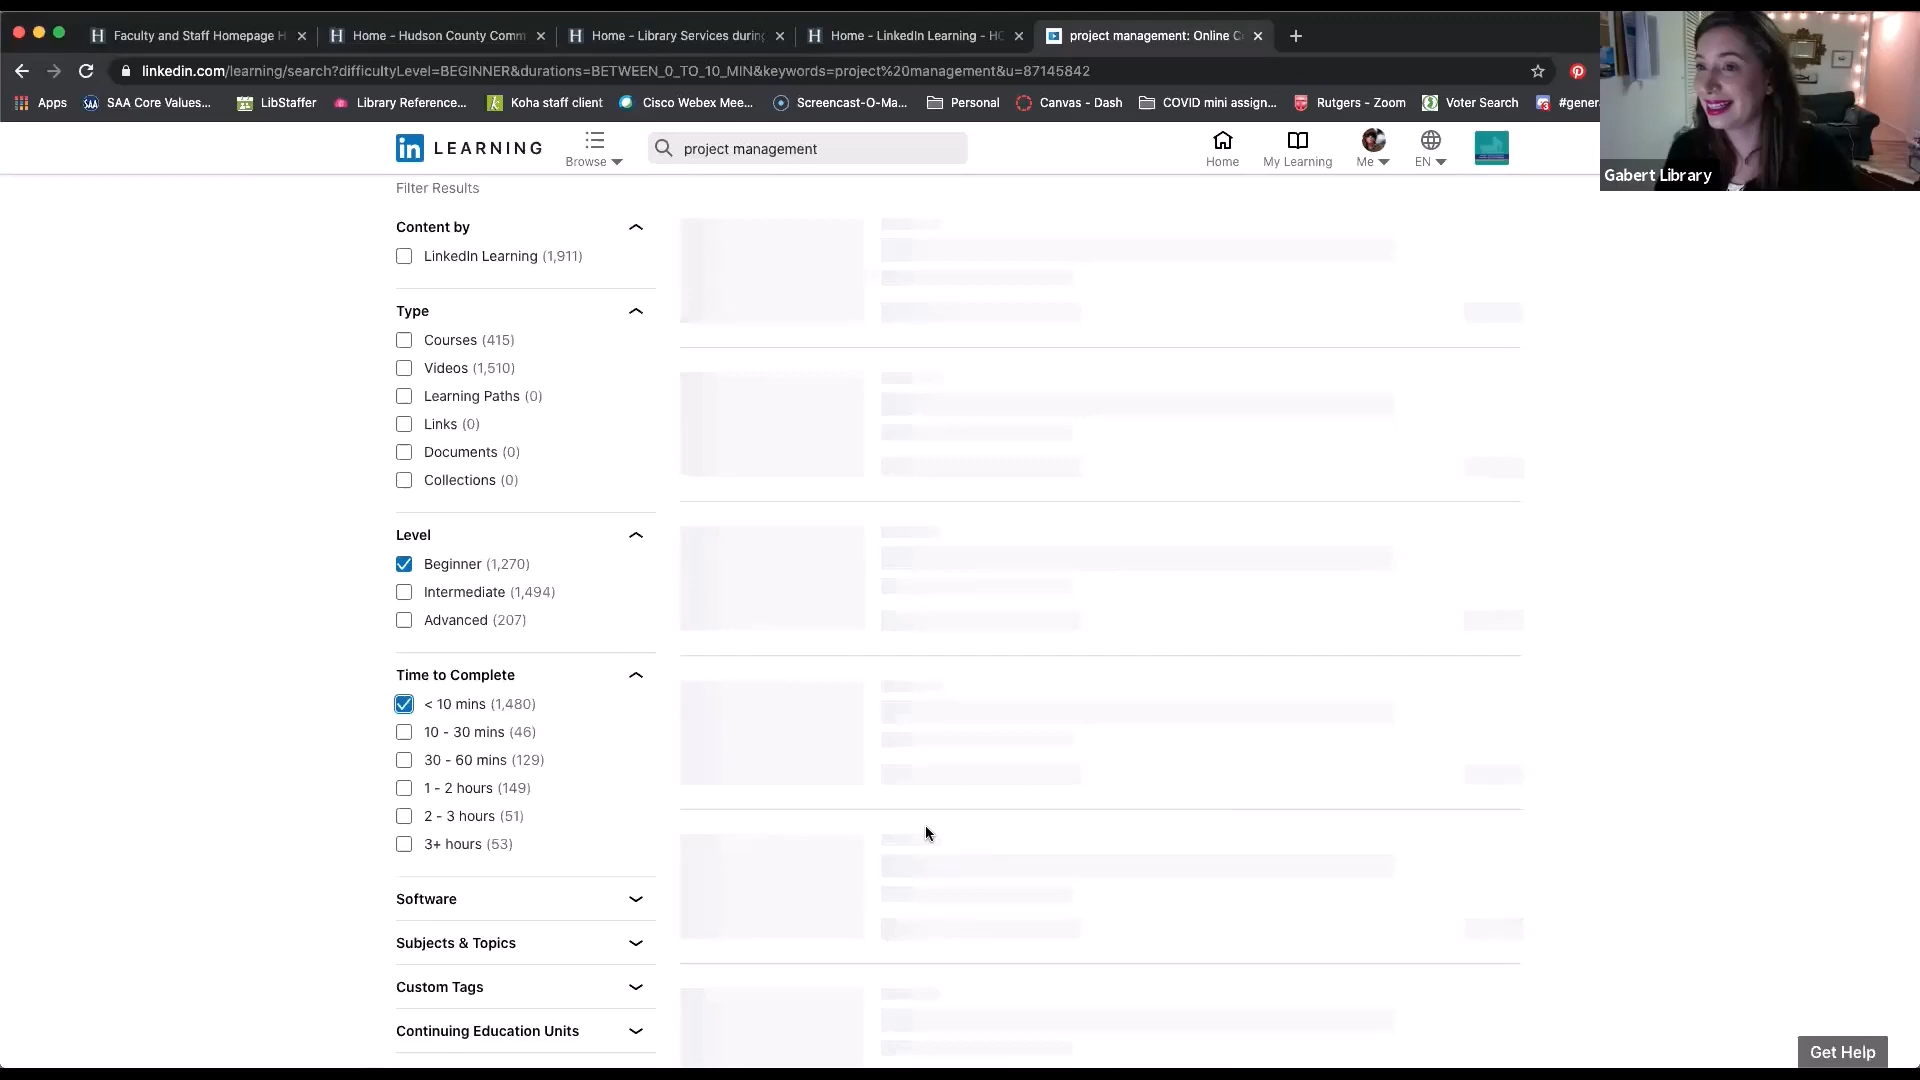 Faculty and Staff Homepage H
Home - Hudson County Comm
Home - Library Services during
Home - LinkedIn Learning - HC
project management: Online C
linkedin.com/learning/search?difficultyLevel=BEGINNER&durations=BETWEEN_0_TO_10_MIN&keywords=project%20management&u=87145842
Apps
SAA Core Values...
LibStaffer
Library Reference...
Koha staff client
Cisco Webex Mee...
Screencast-O-Ma...
Personal
Canvas - Dash
COVID mini assign...
Rutgers - Zoom
Voter Search
#gener
Gabert Library
in LEARNING
Browse
project management
Home
My Learning
Me
EN
Filter Results
Content by
LinkedIn Learning (1,911)
Type
Courses (415)
Videos (1,510)
Learning Paths (0)
Links (0)
Documents (0)
Collections (0)
Level
Beginner (1,270)
Intermediate (1,494)
Advanced (207)
Time to Complete
< 10 mins (1,480)
10 - 30 mins (46)
30 - 60 mins (129)
1 - 2 hours (149)
2 - 3 hours (51)
3+ hours (53)
Software
Subjects & Topics
Custom Tags
Continuing Education Units
Get Help